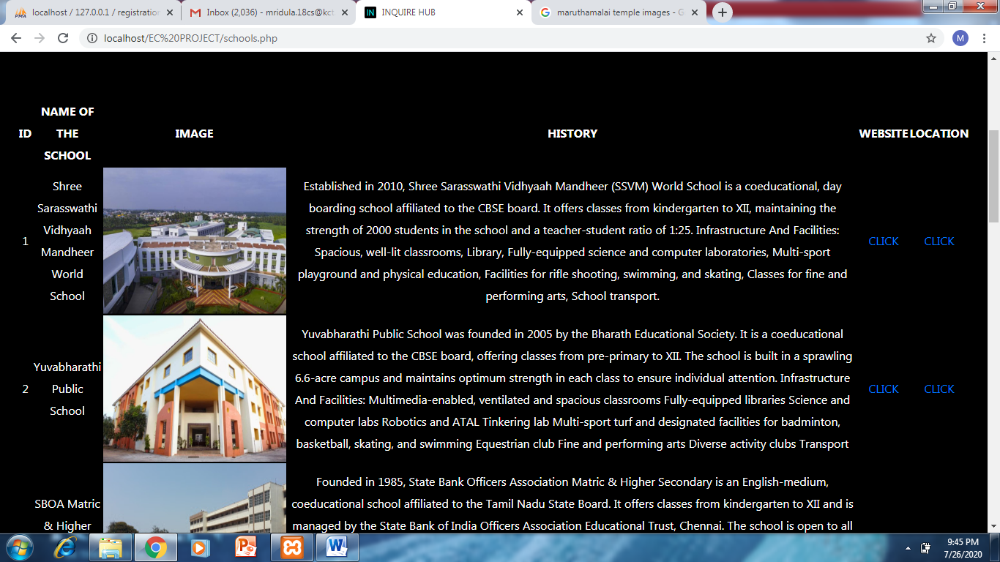 localhost / 127.0.0.1 / registration
Inbox (2,036) - mridula.18cs@kct
IN INQUIRE HUB
maruthamalai temple images - G
localhost/EC%20PROJECT/schools.php
M
ID
NAME OF
THE
SCHOOL
IMAGE
HISTORY
WEBSITE
LOCATION
1
Shree
Sarasswathi
Vidhyaah
Mandheer
World
School
Established in 2010, Shree Sarasswathi Vidhyaah Mandheer (SSVM) World School is a coeducational, day
boarding school affiliated to the CBSE board. It offers classes from kindergarten to XII, maintaining the
strength of 2000 students in the school and a teacher-student ratio of 1:25. Infrastructure And Facilities:
Spacious, well-lit classrooms, Library, Fully-equipped science and computer laboratories, Multi-sport
playground and physical education, Facilities for rifle shooting, swimming, and skating, Classes for fine and
performing arts, School transport.
CLICK
CLICK
2
Yuvabharathi
Public
School
Yuvabharathi Public School was founded in 2005 by the Bharath Educational Society. It is a coeducational
school affiliated to the CBSE board, offering classes from pre-primary to XII. The school is built in a sprawling
6.6-acre campus and maintains optimum strength in each class to ensure individual attention. Infrastructure
And Facilities: Multimedia-enabled, ventilated and spacious classrooms Fully-equipped libraries Science and
computer labs Robotics and ATAL Tinkering lab Multi-sport turf and designated facilities for badminton,
basketball, skating, and swimming Equestrian club Fine and performing arts Diverse activity clubs Transport
CLICK
CLICK
SBOA Matric
& Higher
Founded in 1985, State Bank Officers Association Matric & Higher Secondary is an English-medium,
coeducational school affiliated to the Tamil Nadu State Board. It offers classes from kindergarten to XII and is
managed by the State Bank of India Officers Association Educational Trust, Chennai. The school is open to all
9:45 PM
7/26/2020